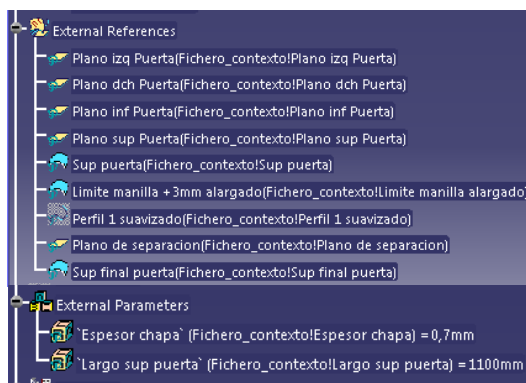 External References
Plano izq Puerta(Fichero_contexto!Plano izq Puerta)
Plano dch Puerta(Fichero_contexto!Plano dch Puerta)
Plano inf Puerta(Fichero_contexto!Plano inf Puerta)
Plano sup Puerta(Fichero_contexto!Plano sup Puerta)
Sup puerta(Fichero_contexto!Sup puerta)
Limite manilla +3mm alargado(Fichero_contexto!Limite manilla alargado)
Perfil 1 suavizado(Fichero_contexto!Perfil 1 suavizado)
Plano de separacion(Fichero_contexto!Plano de separacion)
Sup final puerta(Fichero_contexto!Sup final puerta)
External Parameters
`Espesor chapa` (Fichero_contexto!Espesor chapa) =0,7mm
`Largo sup puerta` (Fichero_contexto!Largo sup puerta) =1100mm